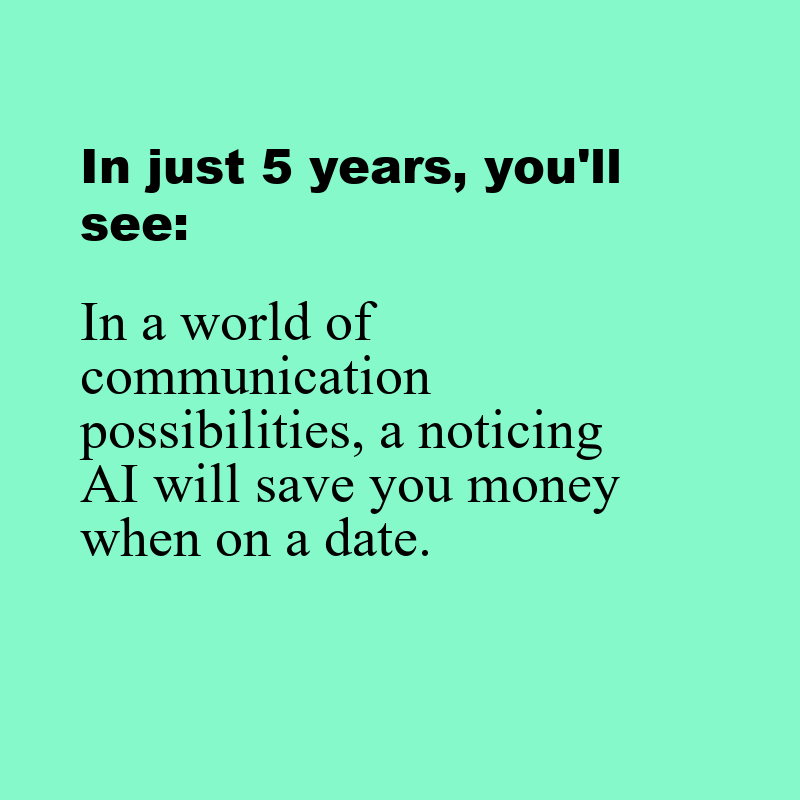 In just 5 years, you'll
see:
In a world of
communication
possibilities, a noticing
AI will save you money
when on a date.